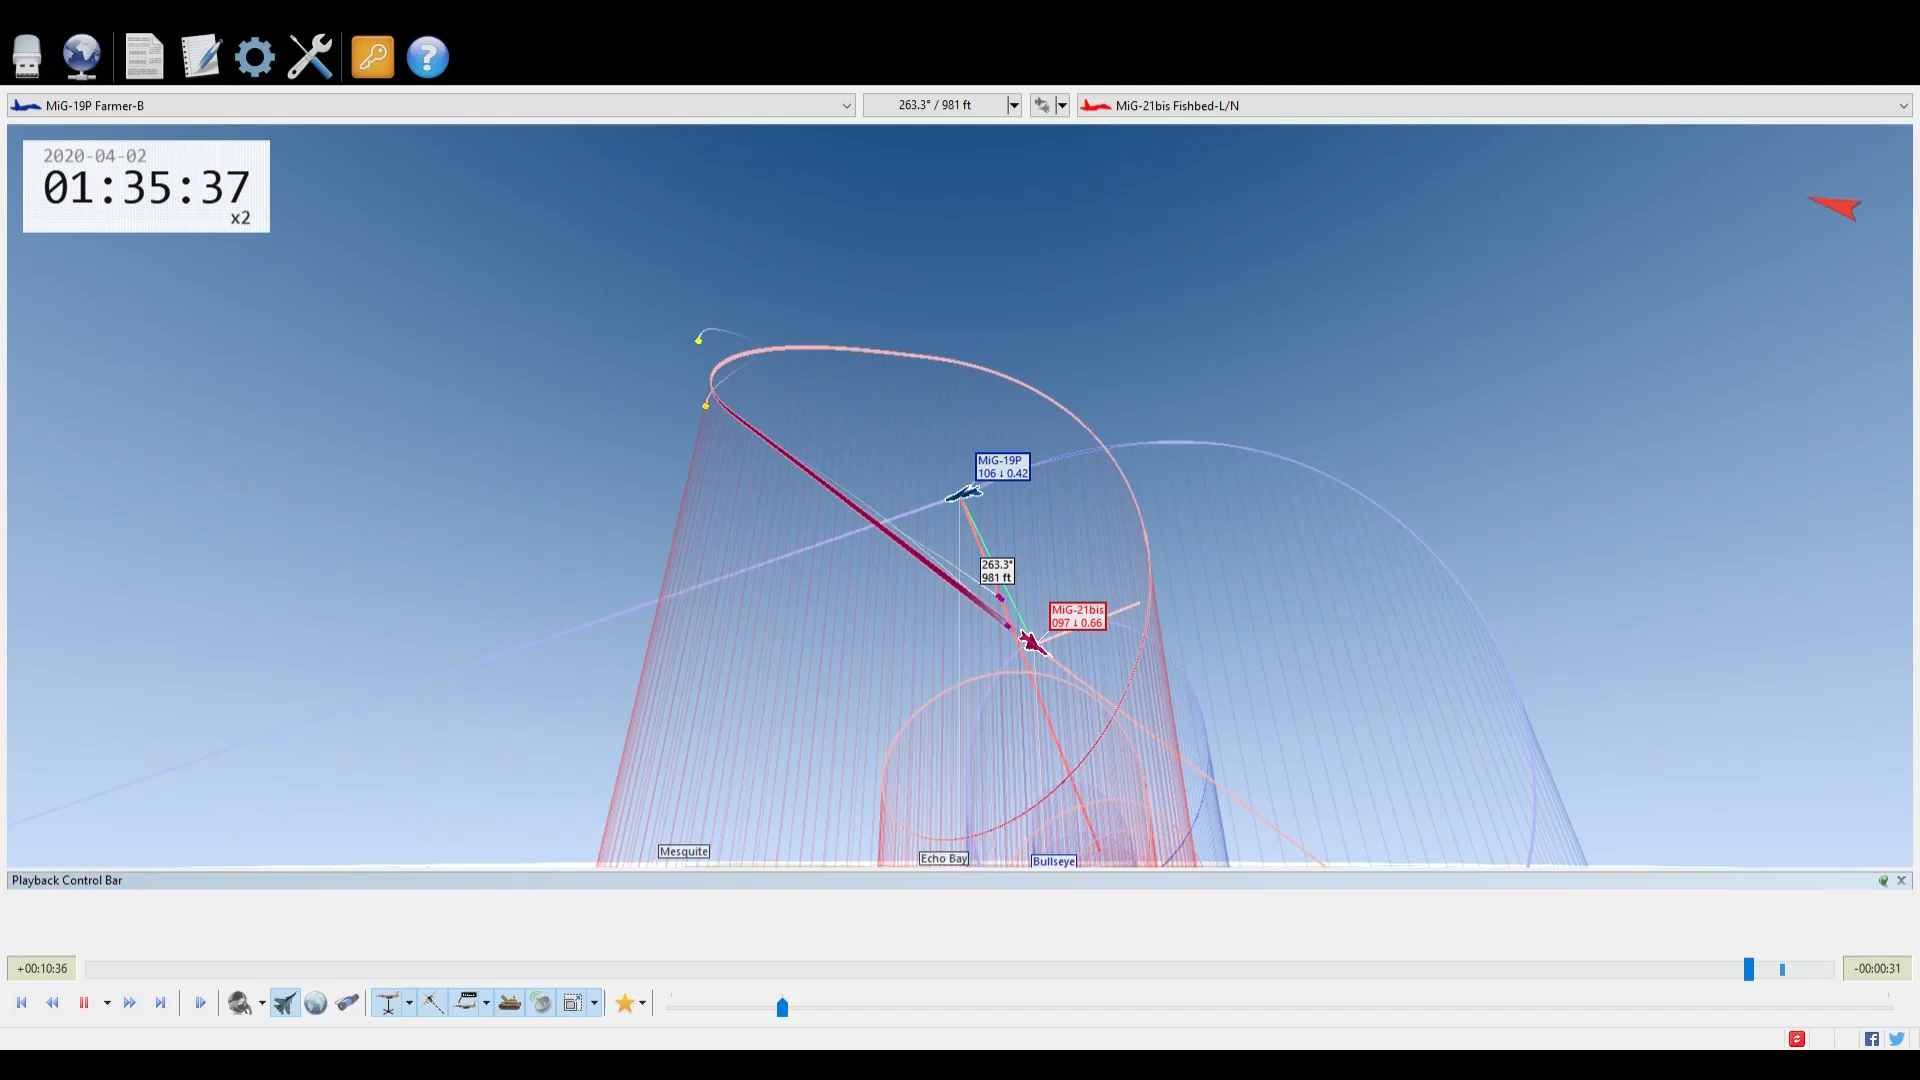 MiG-19P Farmer-B
263.3° / 981 ft
MiG-21bis Fishbed-L/N
2020-04-02
01:35:37
x2
MiG-19P
106 ↓ 0.42
263.3°
981 ft
MiG-21bis
097 ↓ 0.66
Mesquite
Echo Bay
Bullseye
Playback Control Bar
+00:10:36
-00:00:31